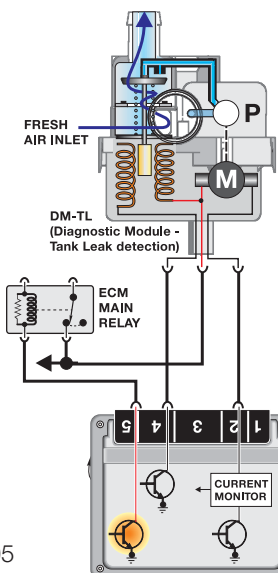 P
FRESH
AIR INLET
M
DM-TL
(Diagnostic Module -
Tank Leak detection)
ECM
MAIN
RELAY
5 4 3 2 1
CURRENT
MONITOR
05